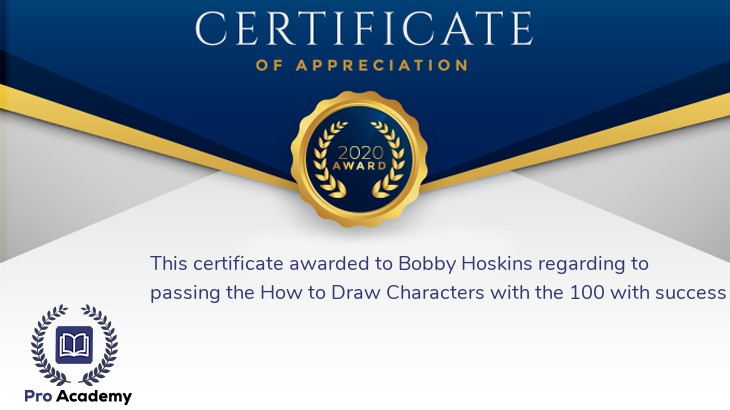 CERTIFICATE
OF APPRECIATION
2020
AWARD
This certificate awarded to Bobby Hoskins regarding to
passing the How to Draw Characters with the 100 with success
Pro Academy